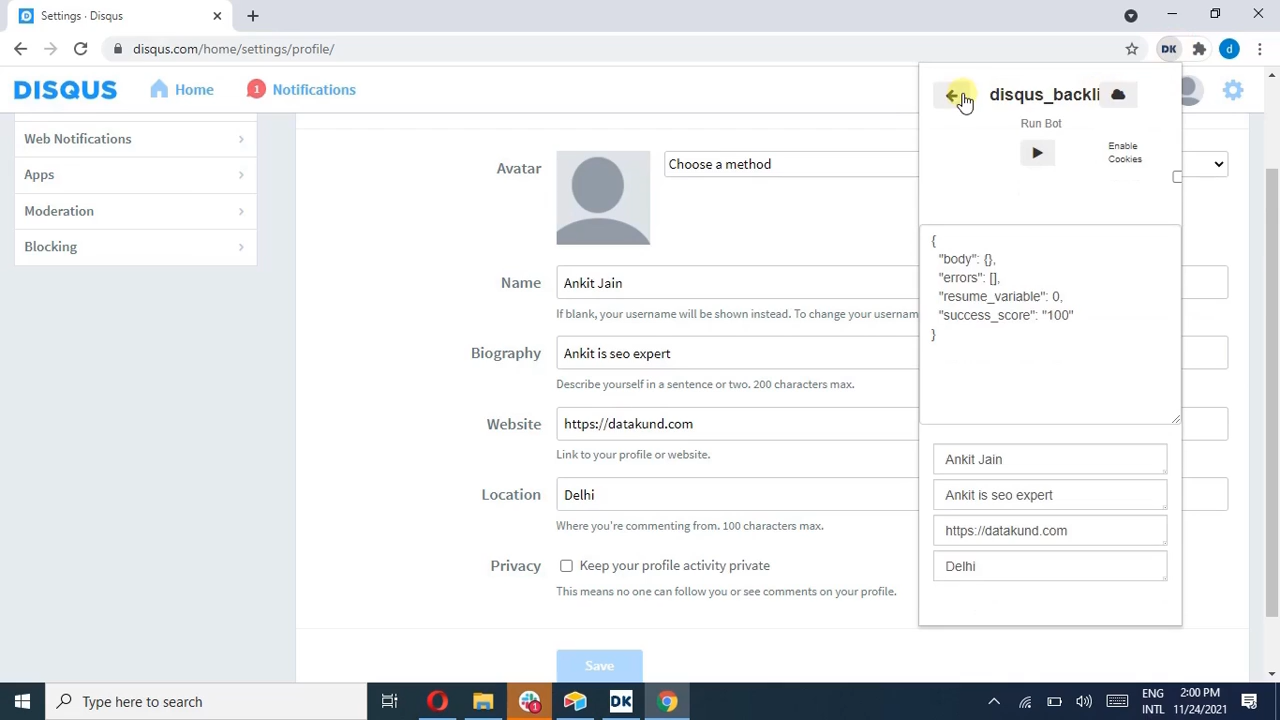 Settings · Disqus
disqus.com/home/settings/profile/
DK
d
DISQUS
Home
1
Notifications
Web Notifications
Apps
Moderation
Blocking
Avatar
Choose a method
Name
Ankit Jain
If blank, your username will be shown instead. To change your usernam
Biography
Ankit is seo expert
Describe yourself in a sentence or two. 200 characters max.
Website
https://datakund.com
Link to your profile or website.
Location
Delhi
Where you're commenting from. 100 characters max.
Privacy
Keep your profile activity private
This means no one can follow you or see comments on your profile.
Save
disqus_backli
Run Bot
Enable
Cookies
{
"body": {},
"errors": [],
"resume_variable": 0,
"success_score": "100"
}
Ankit Jain
Ankit is seo expert
https://datakund.com
Delhi
Type here to search
1
DK
ENG
INTL
2:00 PM
11/24/2021